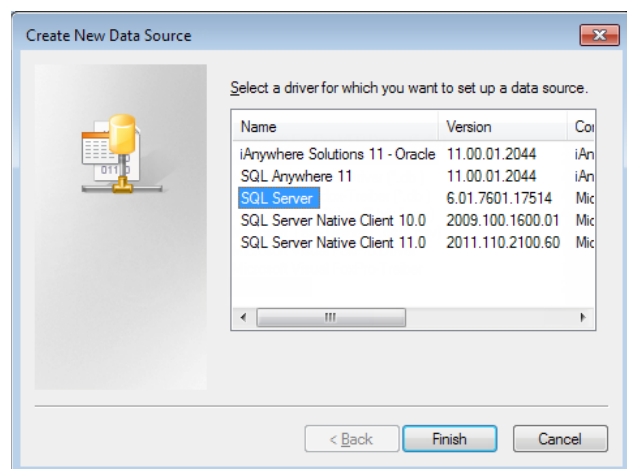 Create New Data Source
Select a driver for which you want to set up a data source.
Name Version Co
iAnywhere Solutions 11 - Oracle 11.00.01.2044 iAn
SQL Anywhere 11 11.00.01.2044 iAn
SQL Server 6.01.7601.17514 Mic
SQL Server Native Client 10.0 2009.100.1600.01 Mic
SQL Server Native Client 11.0 2011.110.2100.60 Mic
< Back Finish Cancel